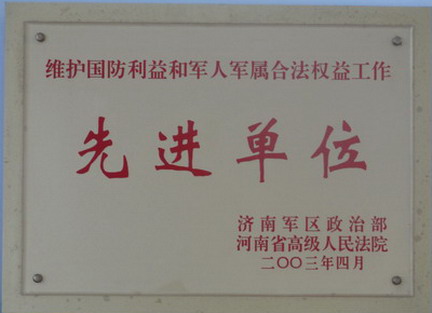 维护国防利益和军人军属合法权益工作
先进单位
济南军区政治部
河南省高级人民法院
二〇〇三年四月